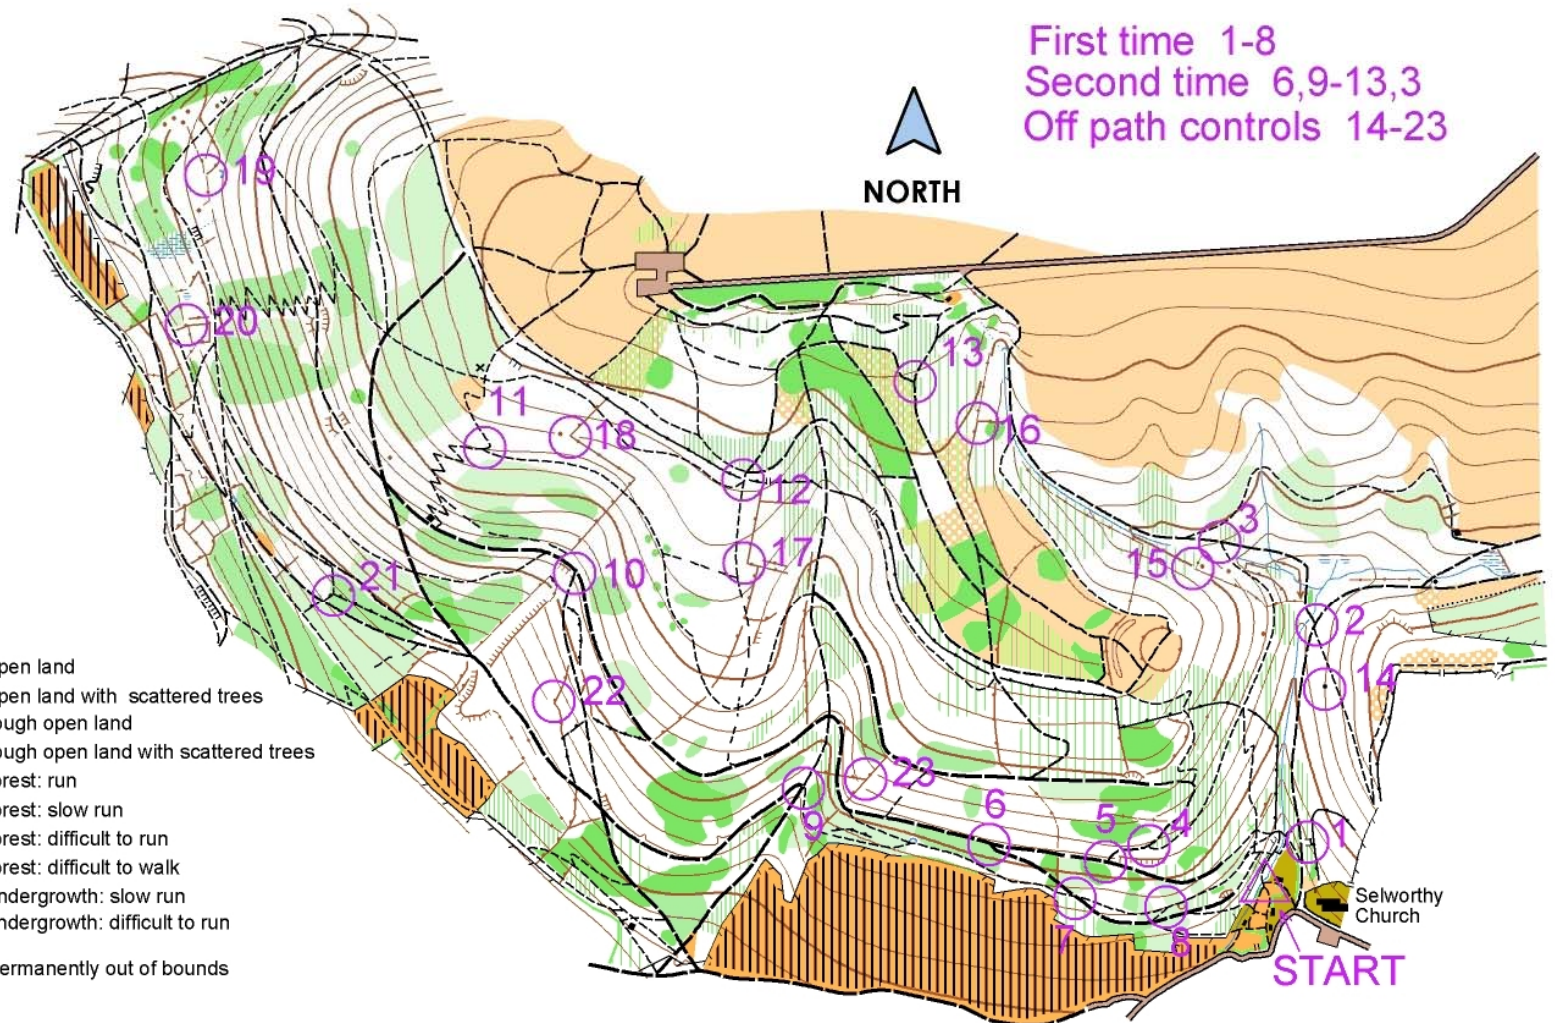 First time 1-8
Second time 6,9-13,3
Off path controls 14-23
NORTH
19
20
13
11
18
16
12
3
17
15
10
21
2
14
22
23
6
5
4
9
1
7
8
START
Selworthy
Church
pen land
pen land with scattered trees
ough open land
ough open land with scattered trees
orest: run
orest: slow run
orest: difficult to run
orest: difficult to walk
ndergrowth: slow run
ndergrowth: difficult to run
ermanently out of bounds